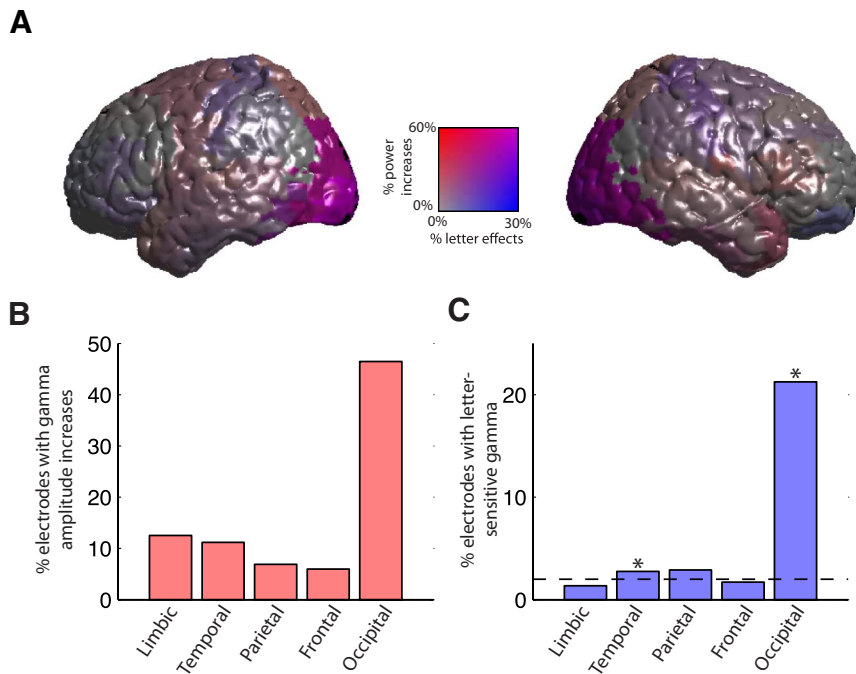 A
% power
increases
60%
0%
0%
30%
% letter effects
B
% electrodes with gamma
amplitude increases
50
40
30
20
10
0
Limbic
Temporal
Parietal
Frontal
Occipital
C
% electrodes with letter-
sensitive gamma
20
10
0
*
*
Limbic
Temporal
Parietal
Frontal
Occipital